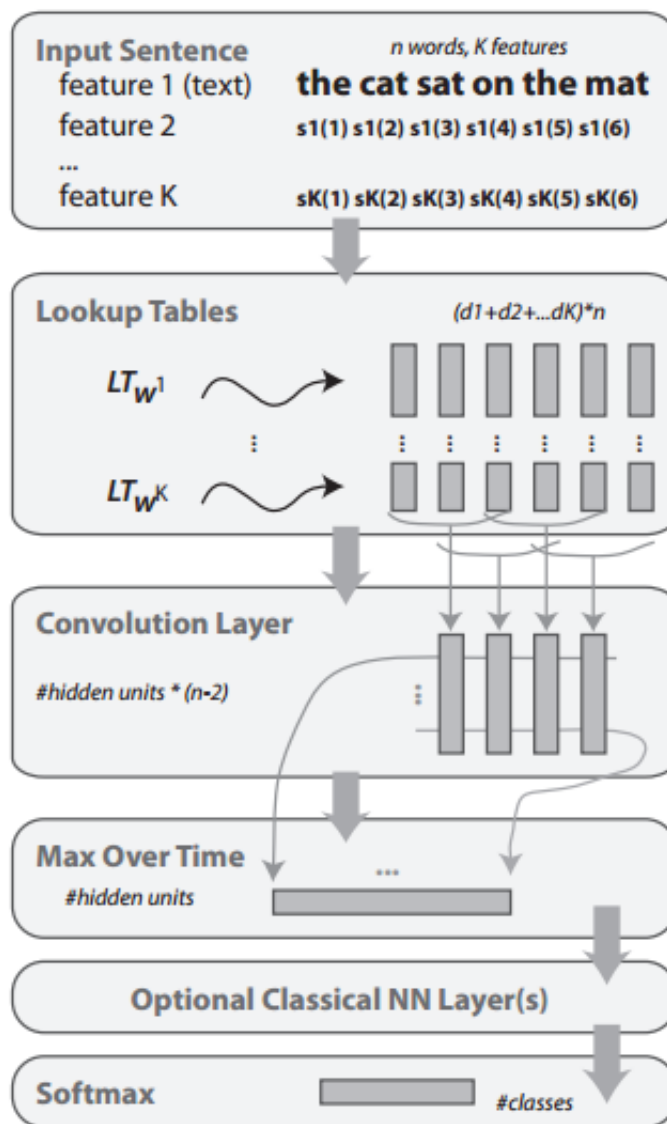 Input Sentence
n words, K features
feature 1 (text) the cat sat on the mat
feature 2 s1(1) s1(2) s1(3) s1(4) s1(5) s1(6)
...
feature K sK(1) sK(2) sK(3) sK(4) sK(5) sK(6)
Lookup Tables
(d1+d2+...dK)*n
LTW1
...
LTWK
Convolution Layer
#hidden units * (n-2)
...
Max Over Time
...
#hidden units
Optional Classical NN Layer(s)
Softmax
#classes